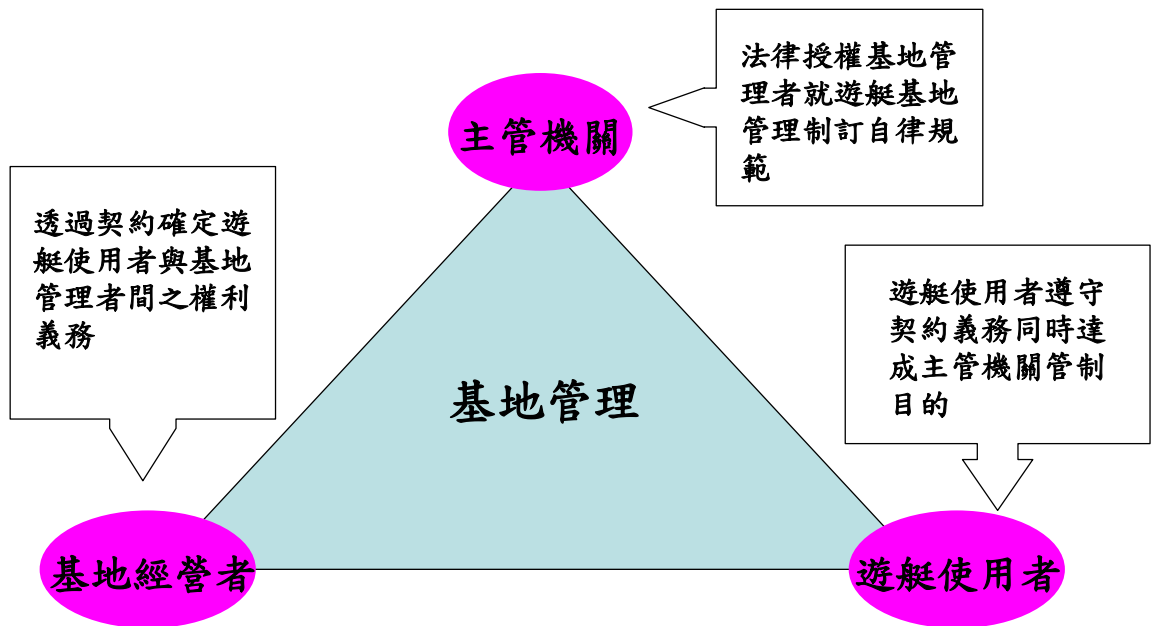 法律授權基地管
理者就遊艇基地
管理制訂自律規
範
主管機關
透過契約確定遊
艇使用者與基地
管理者間之權利
義務
遊艇使用者遵守
契約義務同時達
成主管機關管制
目的
基地管理
基地經營者
遊艇使用者